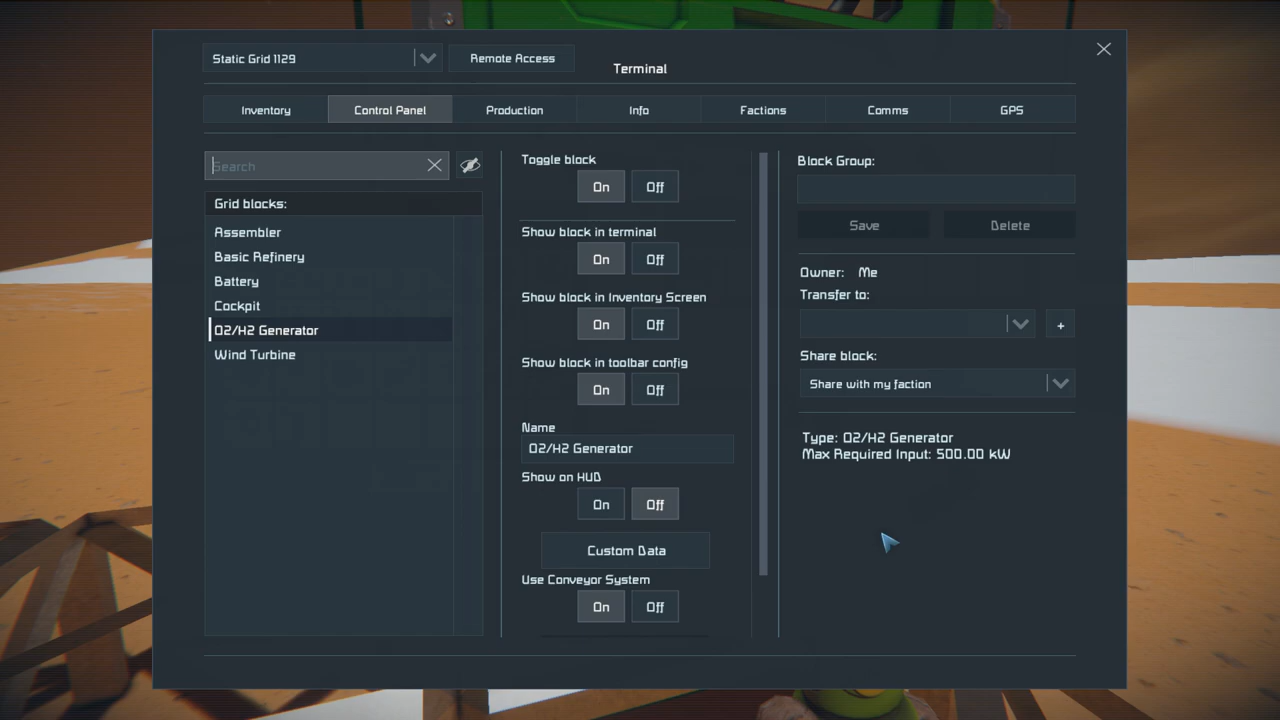 Static Grid 1129
Remote Access
Terminal
Inventory
Control Panel
Production
Info
Factions
Comms
GPS
Search
Grid blocks:
Assembler
Basic Refinery
Battery
Cockpit
O2/H2 Generator
Wind Turbine
Toggle block
On Off
Show block in terminal
On Off
Show block in Inventory Screen
On Off
Show block in toolbar config
On Off
Name
O2/H2 Generator
Show on HUD
On Off
Custom Data
Use Conveyor System
On Off
Block Group:
Save Delete
Owner: Me
Transfer to:
+
Share block:
Share with my faction
Type: O2/H2 Generator
Max Required Input: 500.00 kW